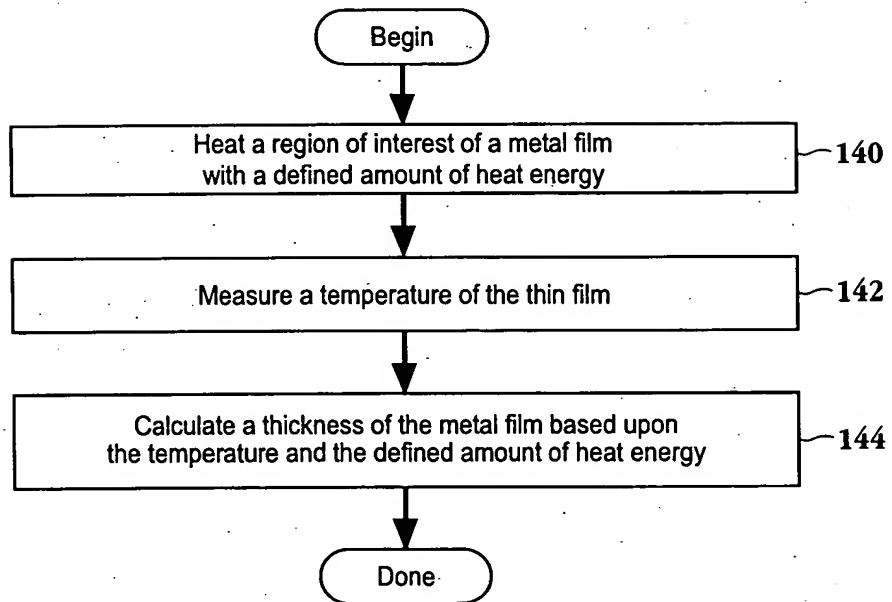 Begin
Heat a region of interest of a metal film
with a defined amount of heat energy
140
Measure a temperature of the thin film
142
Calculate a thickness of the metal film based upon
the temperature and the defined amount of heat energy
144
Done